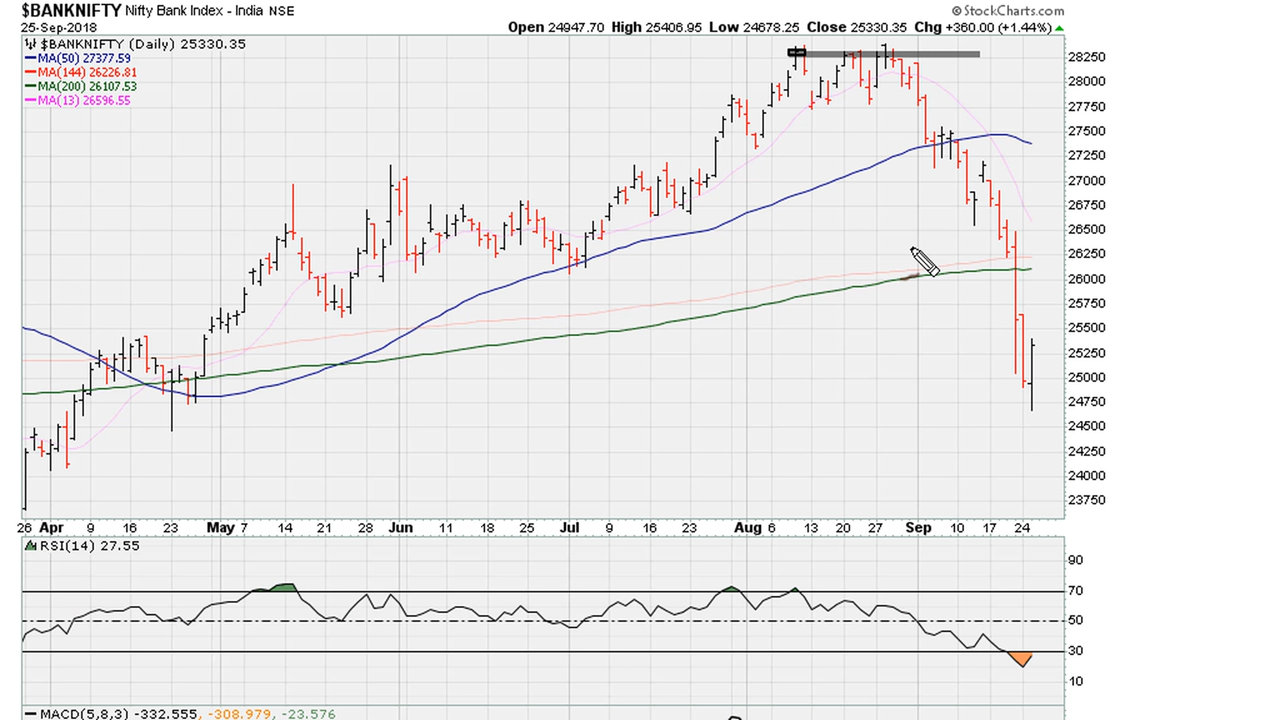 $BANKNIFTY Nifty Bank Index - India NSE
© StockCharts.com
25-Sep-2018
Open 24947.70 High 25406.95 Low 24678.25 Close 25330.35 Chg +360.00 (+1.44%)
$BANKNIFTY (Daily) 25330.35
MA(50) 27377.59
MA(144) 26226.81
MA(200) 26107.53
MA(13) 26596.55
28250
28000
27750
27500
27250
27000
26750
26500
26250
26000
25750
25500
25250
25000
24750
24500
24250
24000
23750
26 Apr 9 16 23 May 7 14 21 28 Jun 11 18 25 Jul 9 16 23 Aug 6 13 20 27 Sep 10 17 24
RSI(14) 27.55
90
70
50
30
10
MACD(5,8,3) -332.555, -308.979, -23.576